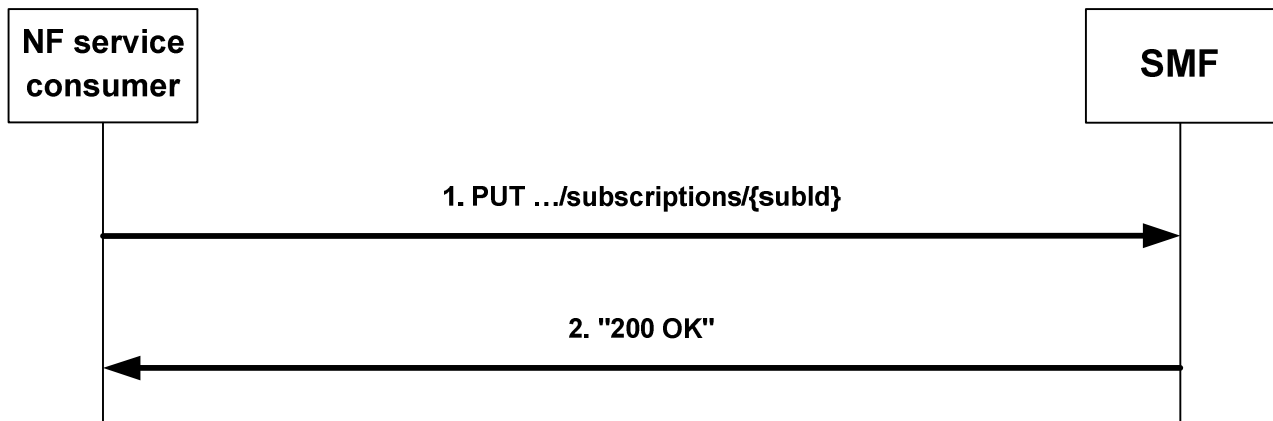 NF service
consumer
SMF
1. PUT …/subscriptions/{subId}
2. "200 OK"